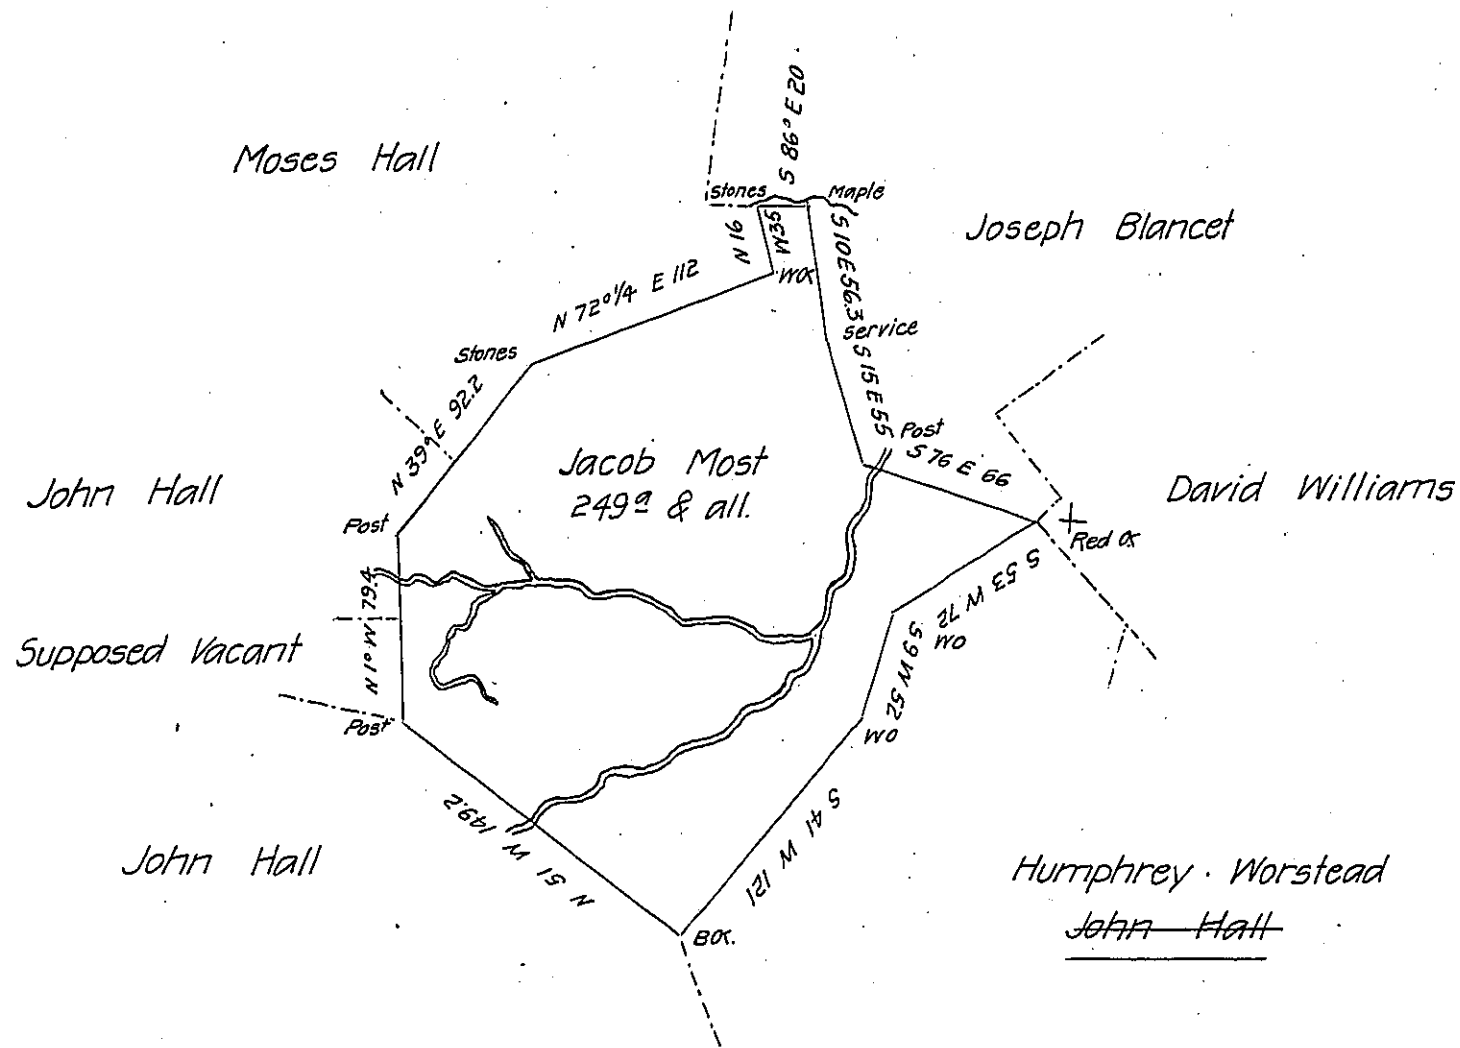 S 86° E 20
Moses Hall
Stones
Maple
Joseph Blancet
N 16
W 35
WO
S 10 E 56.3
N 72°1/4 E 112
Service
Stones
S 15 E 55
N 39° E 92.2
Post
S 76 E 66
Jacob Most
249a & all.
John Hall
David Williams
Post
Red O
N 1° W 79.4
S 53 W 72
WO
Supposed Vacant
S 9 W 52
Post
WO
N 51 W 149.2
S 41 W 121
John Hall
Humphrey . Worstead
John Hall
BO.